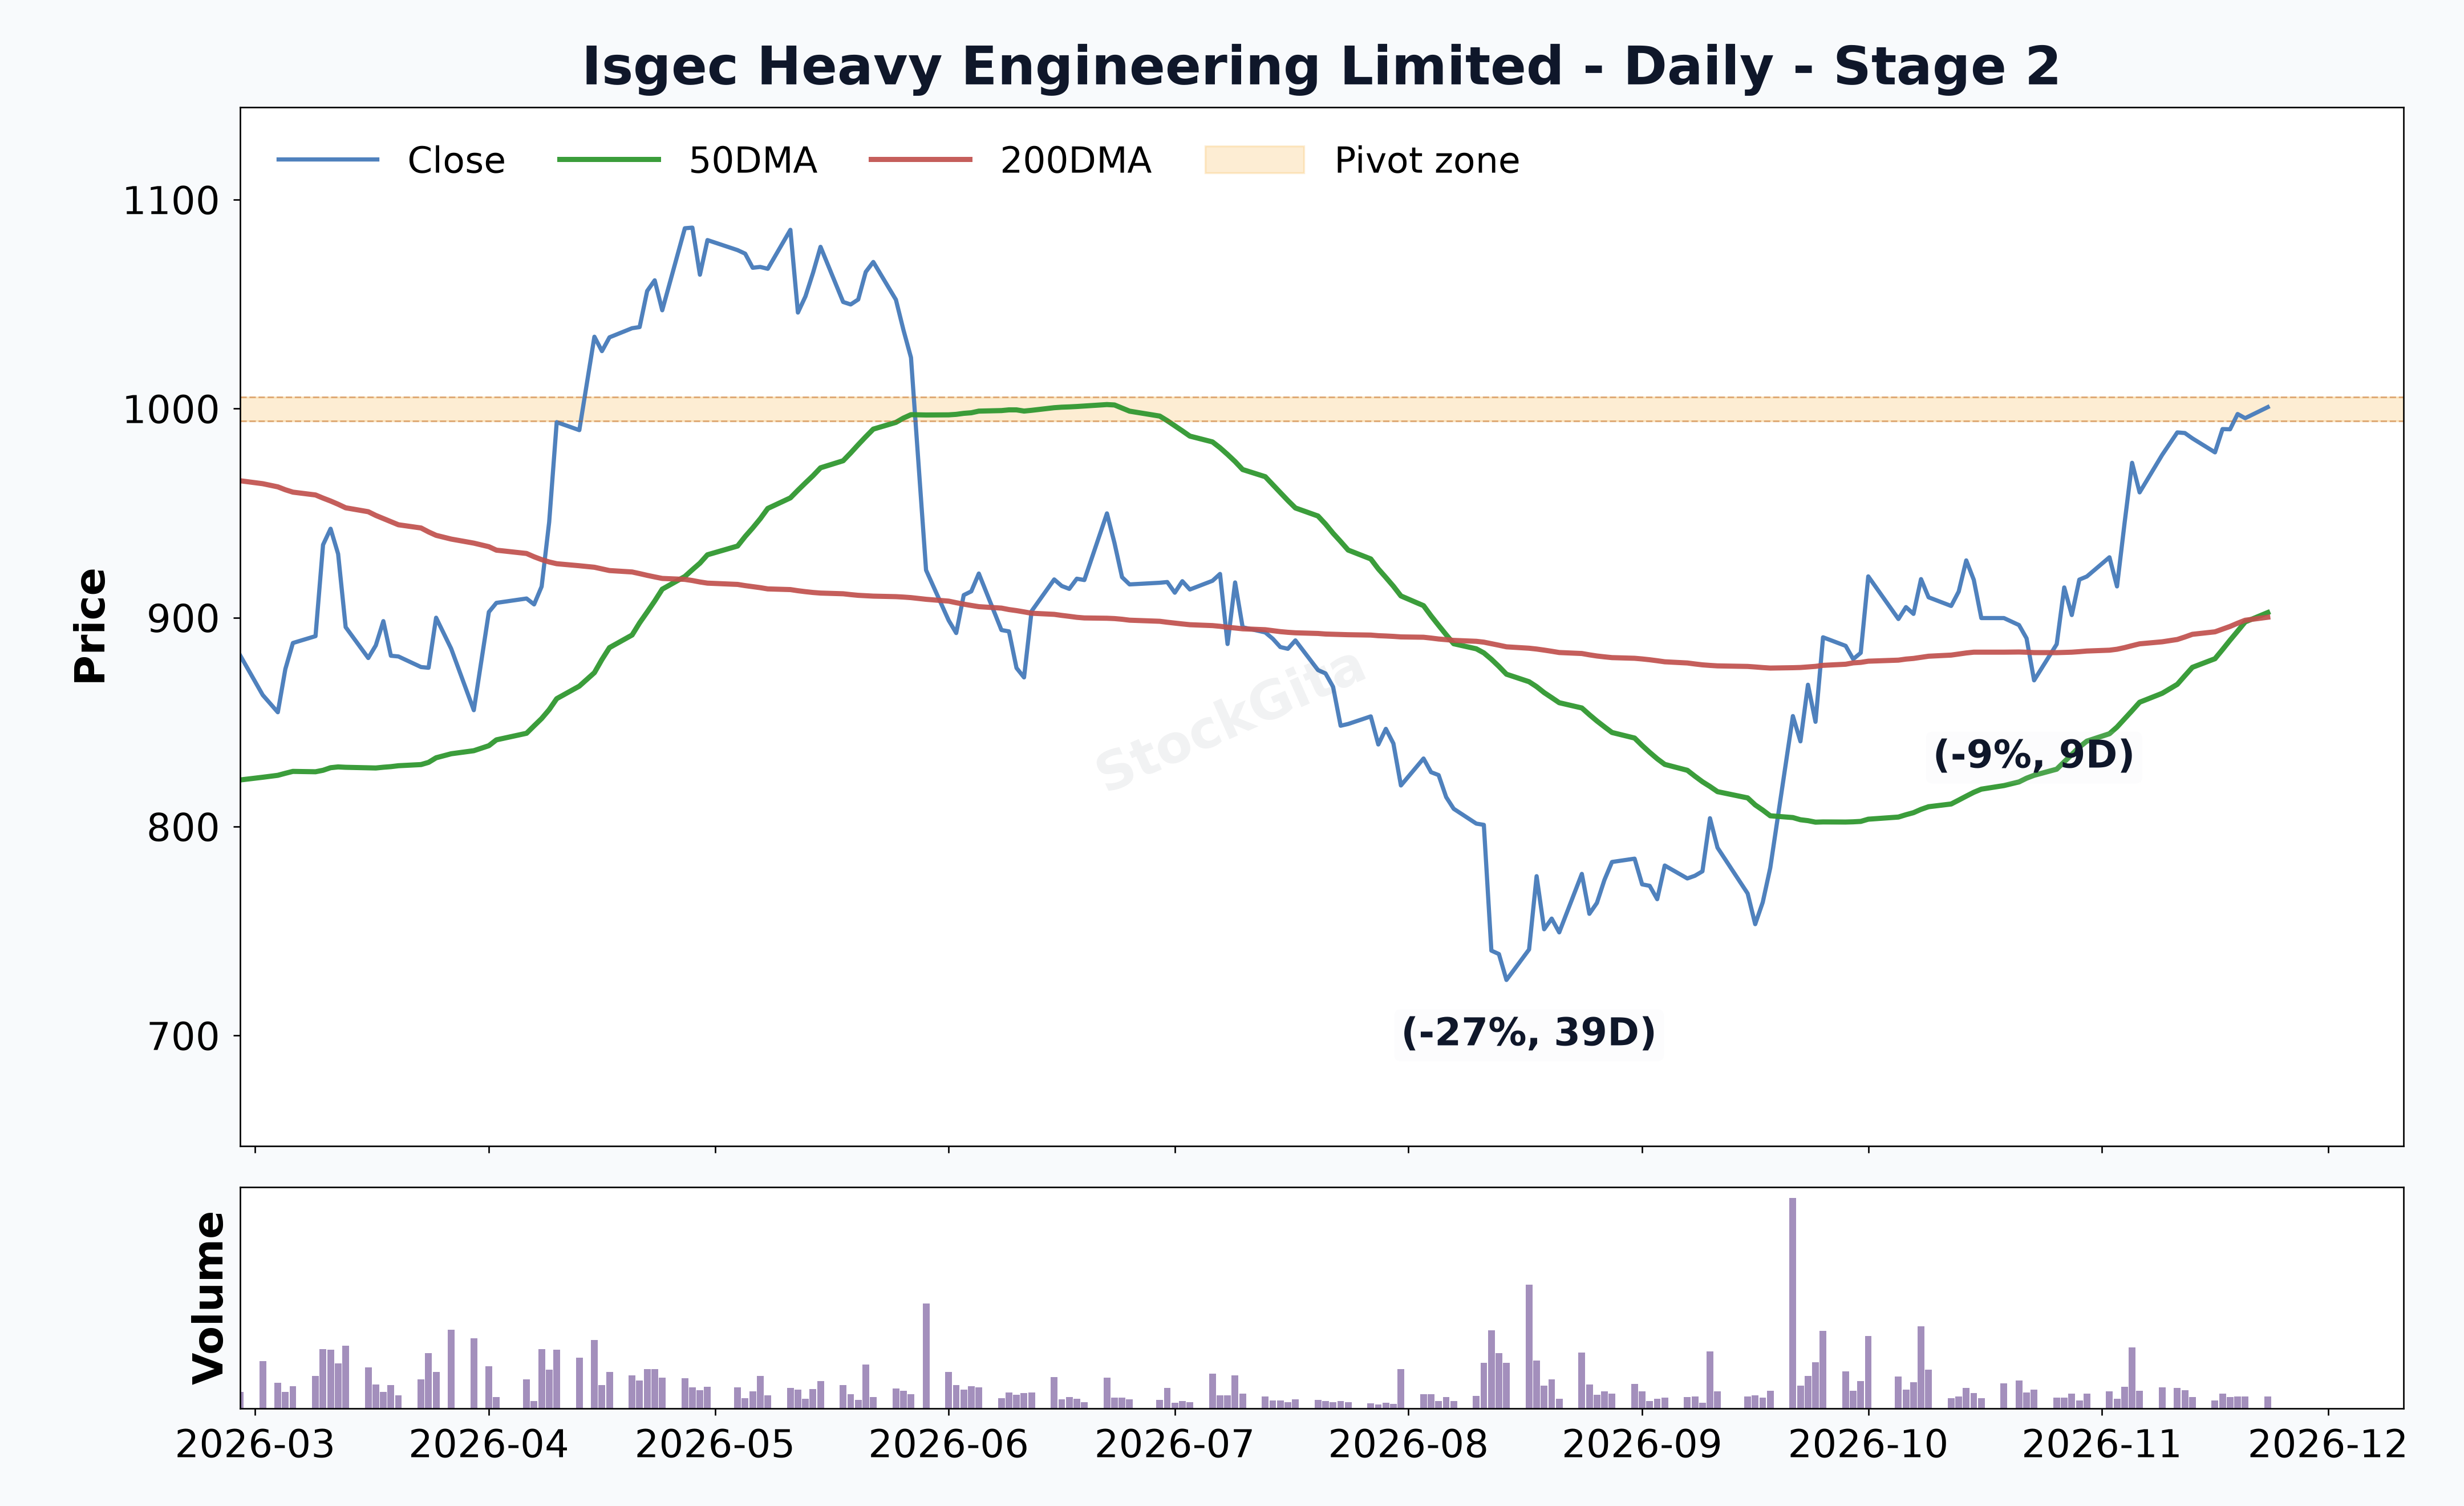 Isgec Heavy Engineering Limited - Daily - Stage 2
Close 50DMA 200DMA Pivot zone
Price
1100
1000
900
800
700
StockGita
(-9%, 9D)
(-27%, 39D)
Volume
2026-03 2026-04 2026-05 2026-06 2026-07 2026-08 2026-09 2026-10 2026-11 2026-12